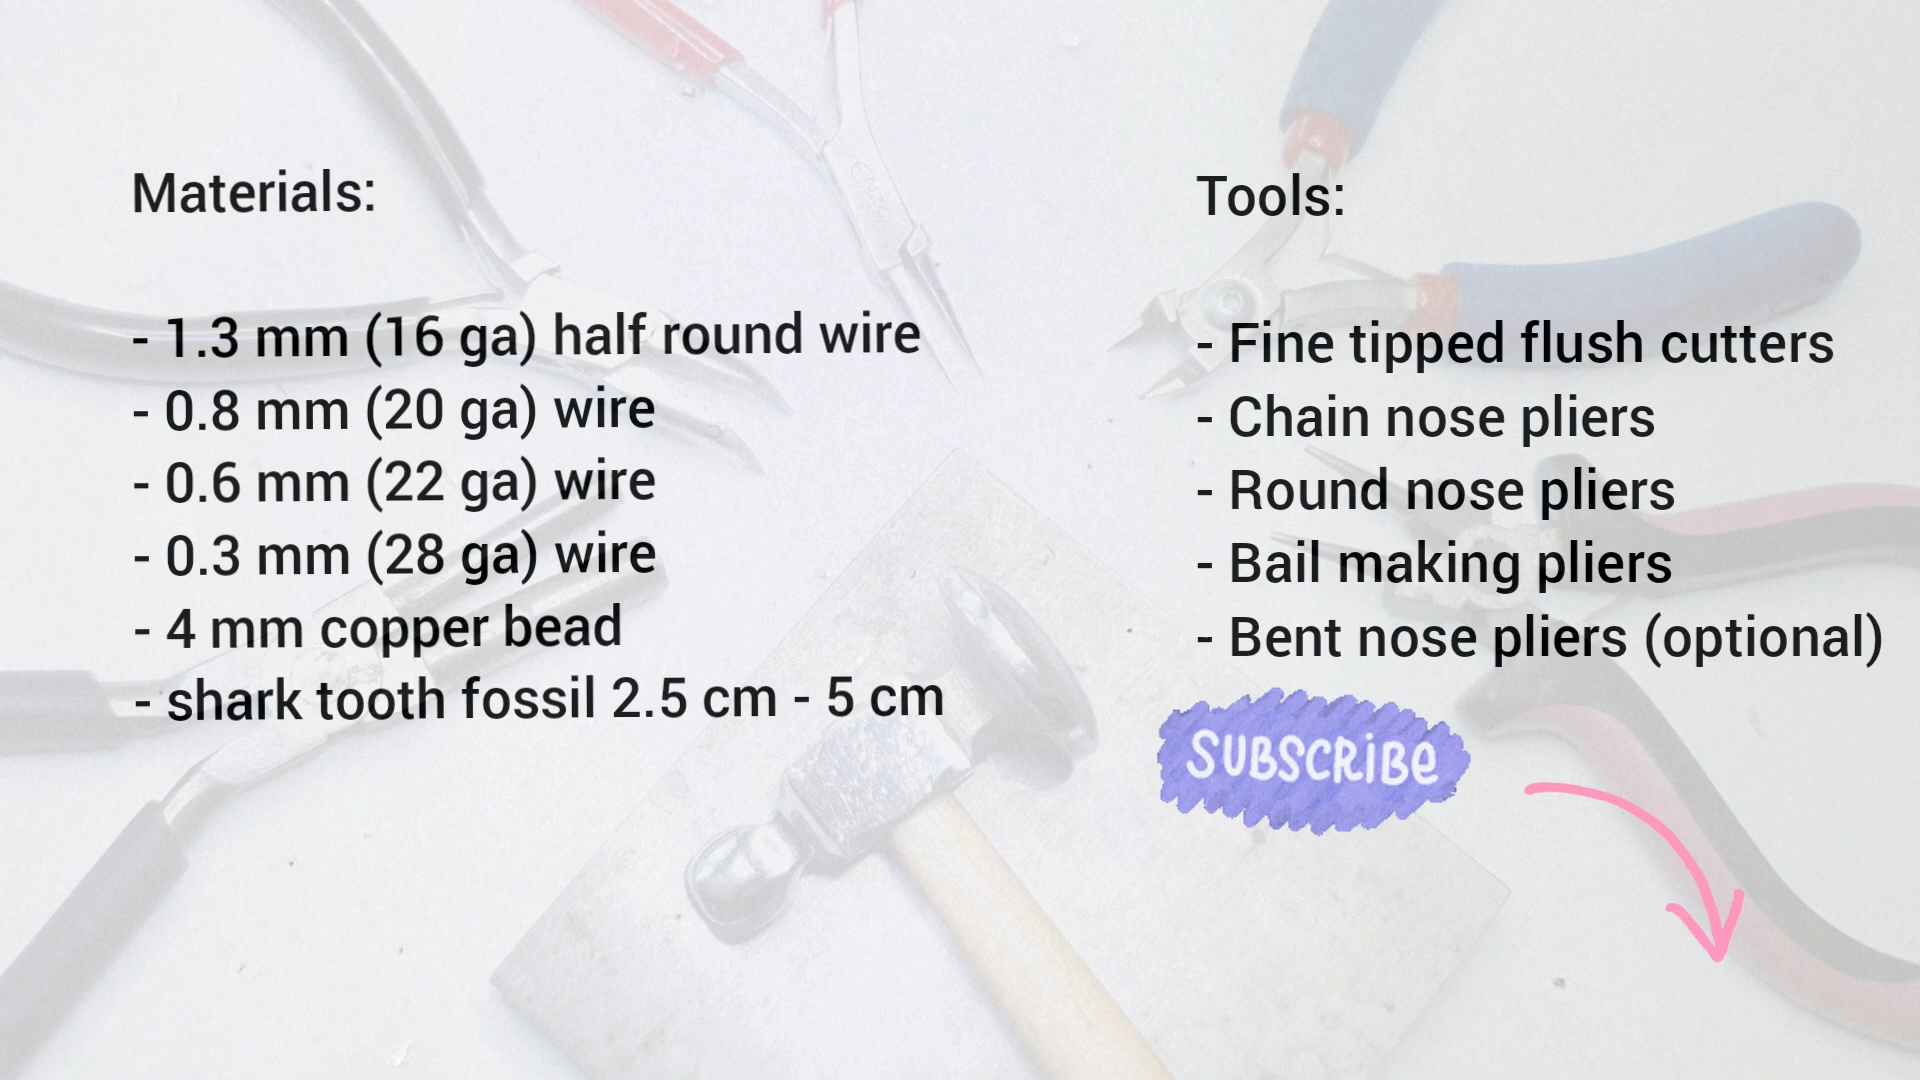 Materials:
- 1.3 mm (16 ga) half round wire
- 0.8 mm (20 ga) wire
- 0.6 mm (22 ga) wire
- 0.3 mm (28 ga) wire
- 4 mm copper bead
- shark tooth fossil 2.5 cm - 5 cm
Tools:
- Fine tipped flush cutters
- Chain nose pliers
- Round nose pliers
- Bail making pliers
- Bent nose pliers (optional)
SUBSCRiBe